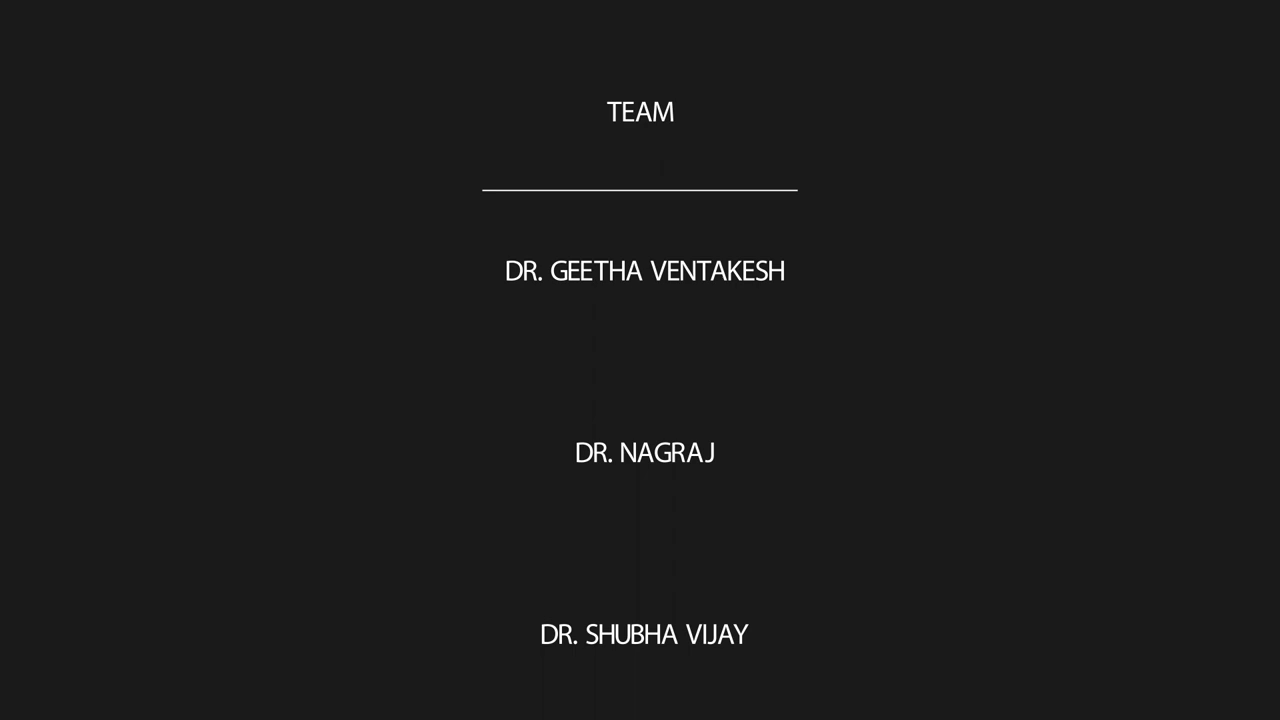 TEAM
DR. GEETHA VENTAKESH
DR. NAGRAJ
DR. SHUBHA VIJAY